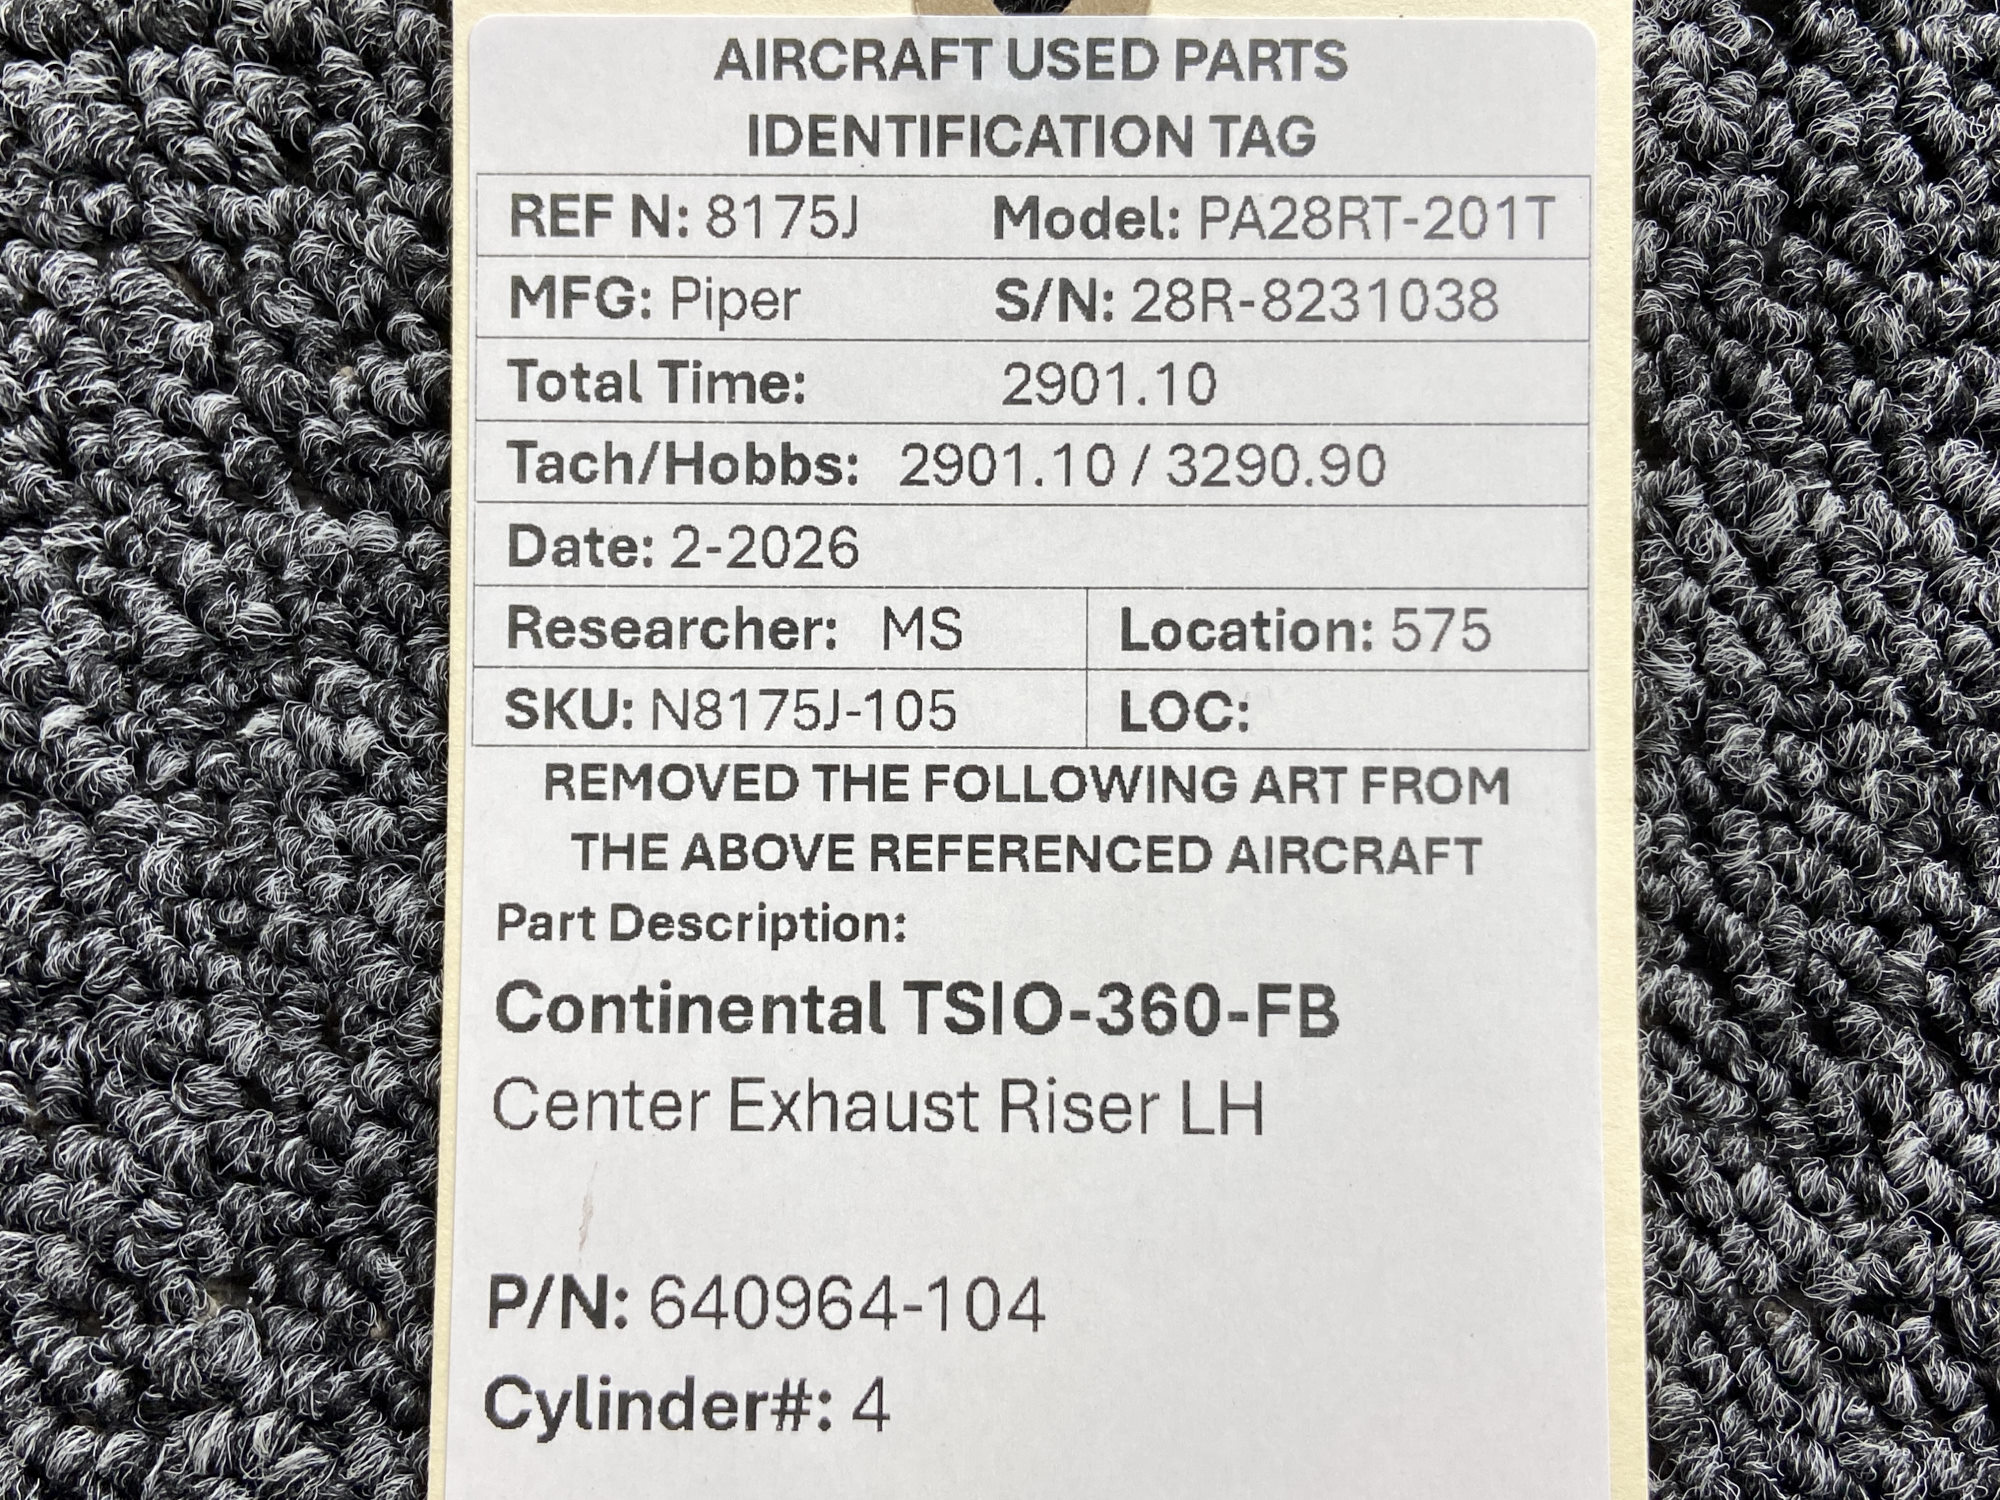 AIRCRAFT USED PARTS
IDENTIFICATION TAG
REF N: 8175J Model: PA28RT-201T
MFG: Piper S/N: 28R-8231038
Total Time: 2901.10
Tach/Hobbs: 2901.10 / 3290.90
Date: 2-2026
Researcher: MS Location: 575
SKU: N8175J-105 LOC:
REMOVED THE FOLLOWING ART FROM
THE ABOVE REFERENCED AIRCRAFT
Part Description:
Continental TSIO-360-FB
Center Exhaust Riser LH
P/N: 640964-104
Cylinder#: 4